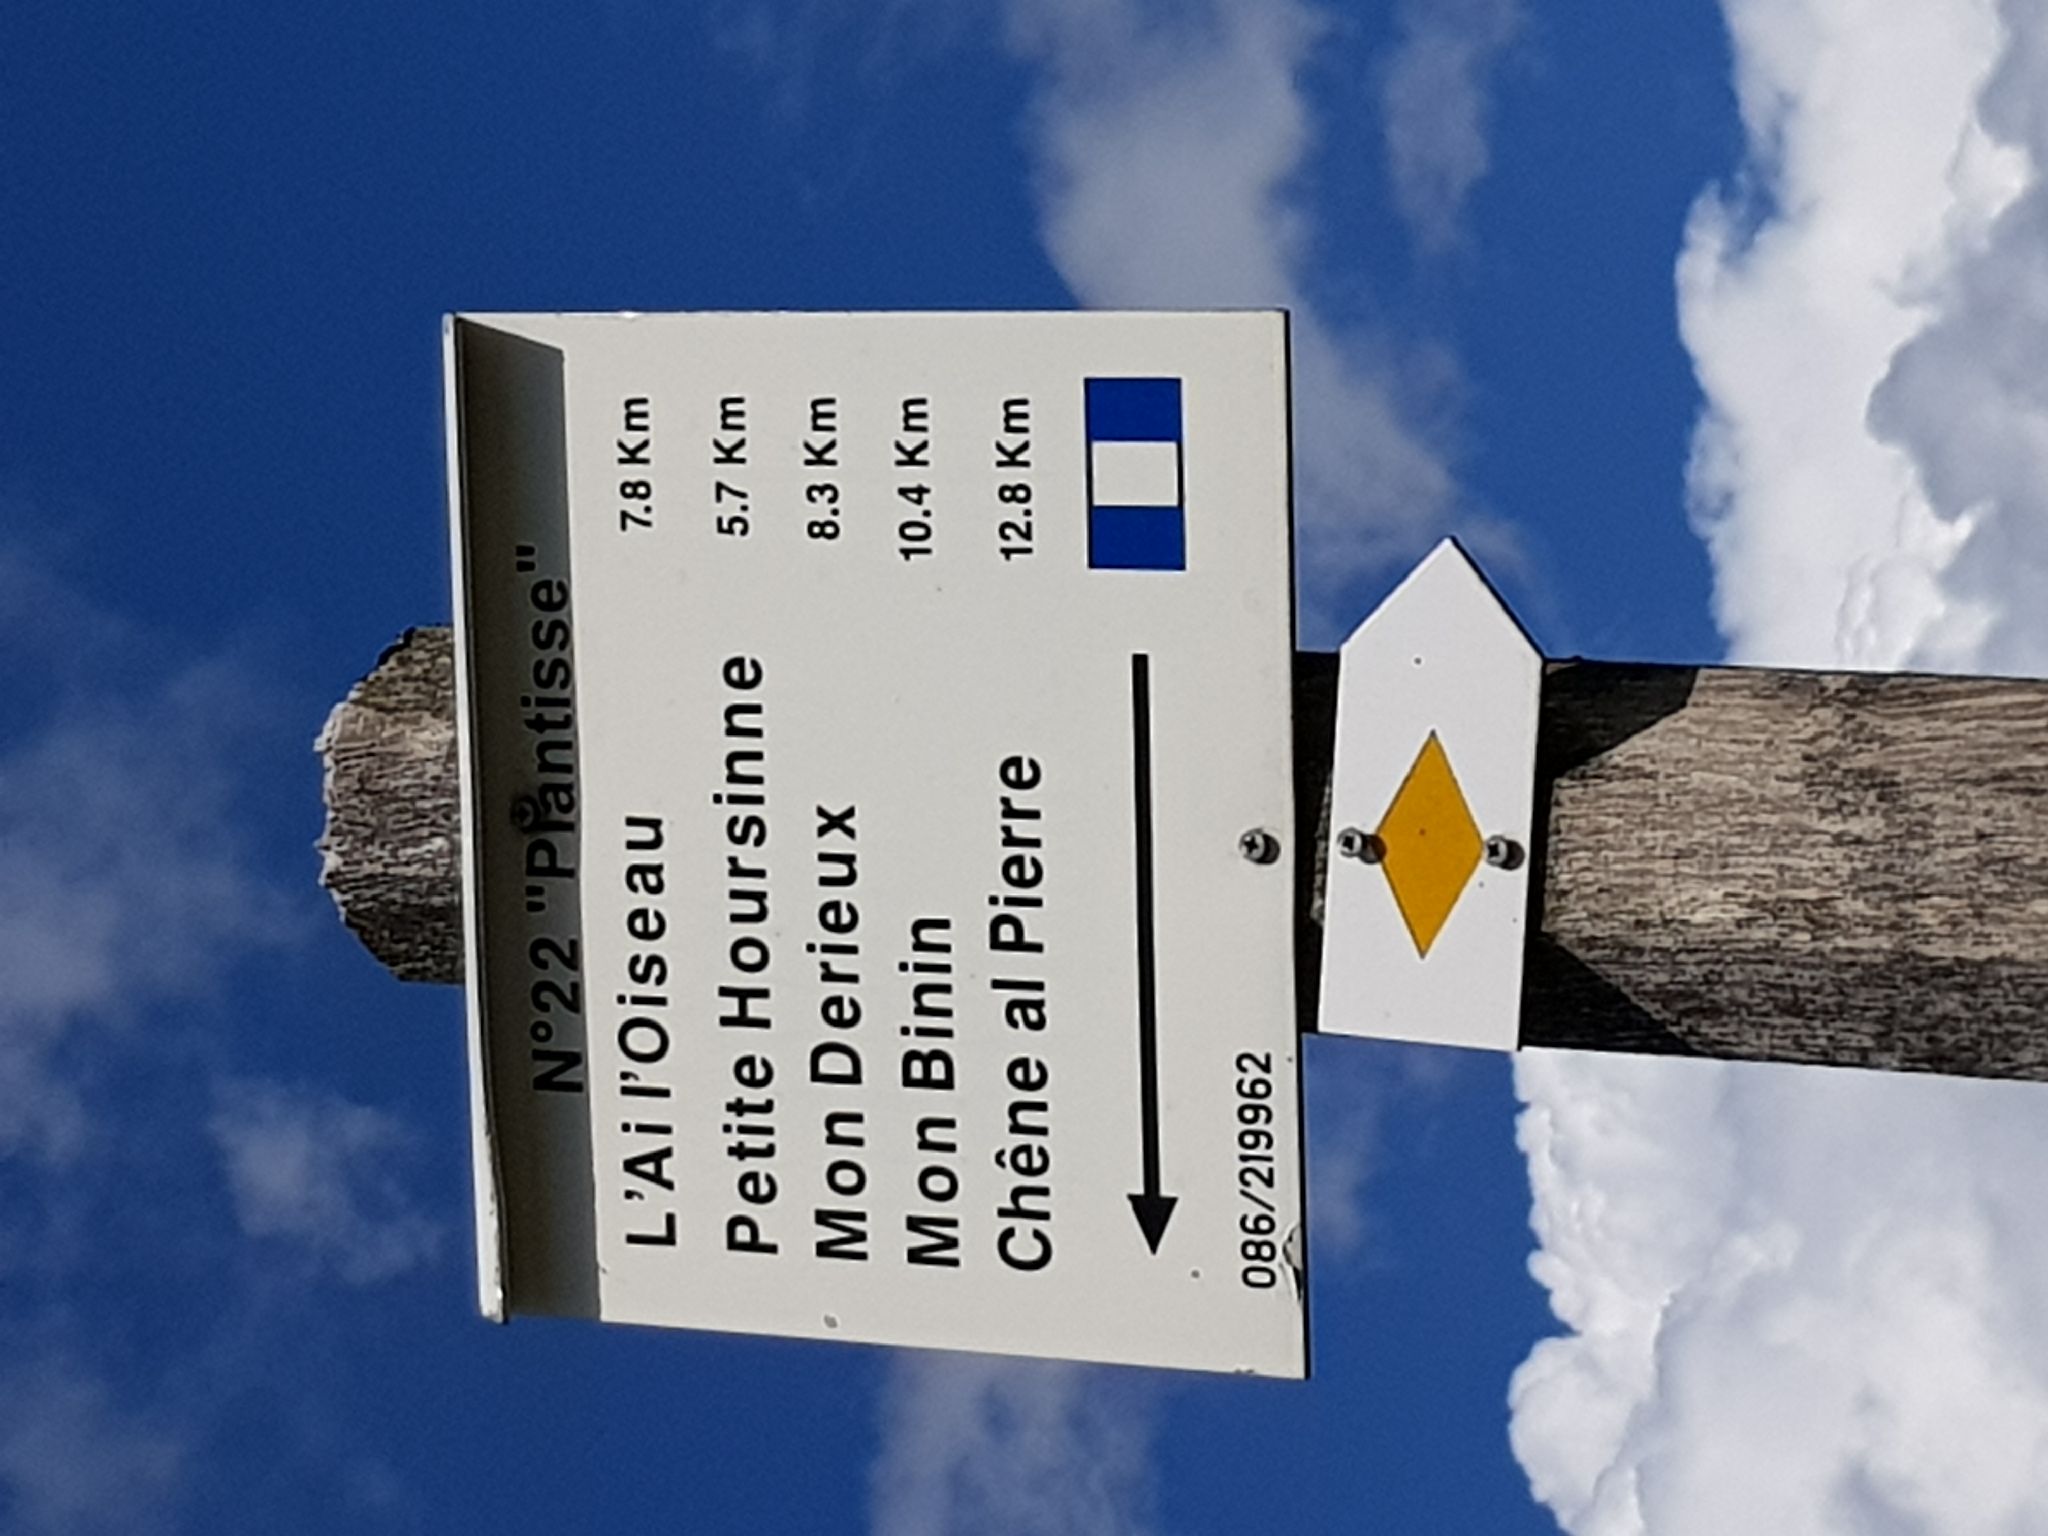 N°22 "Plantisse"
L'Ai l'Oiseau 7.8 Km
Petite Houրsinne 5.7 Km
Mon Derieux 8.3 Km
Mon Binin 10.4 Km
Chêne al Pierre 12.8 Km
086/219962